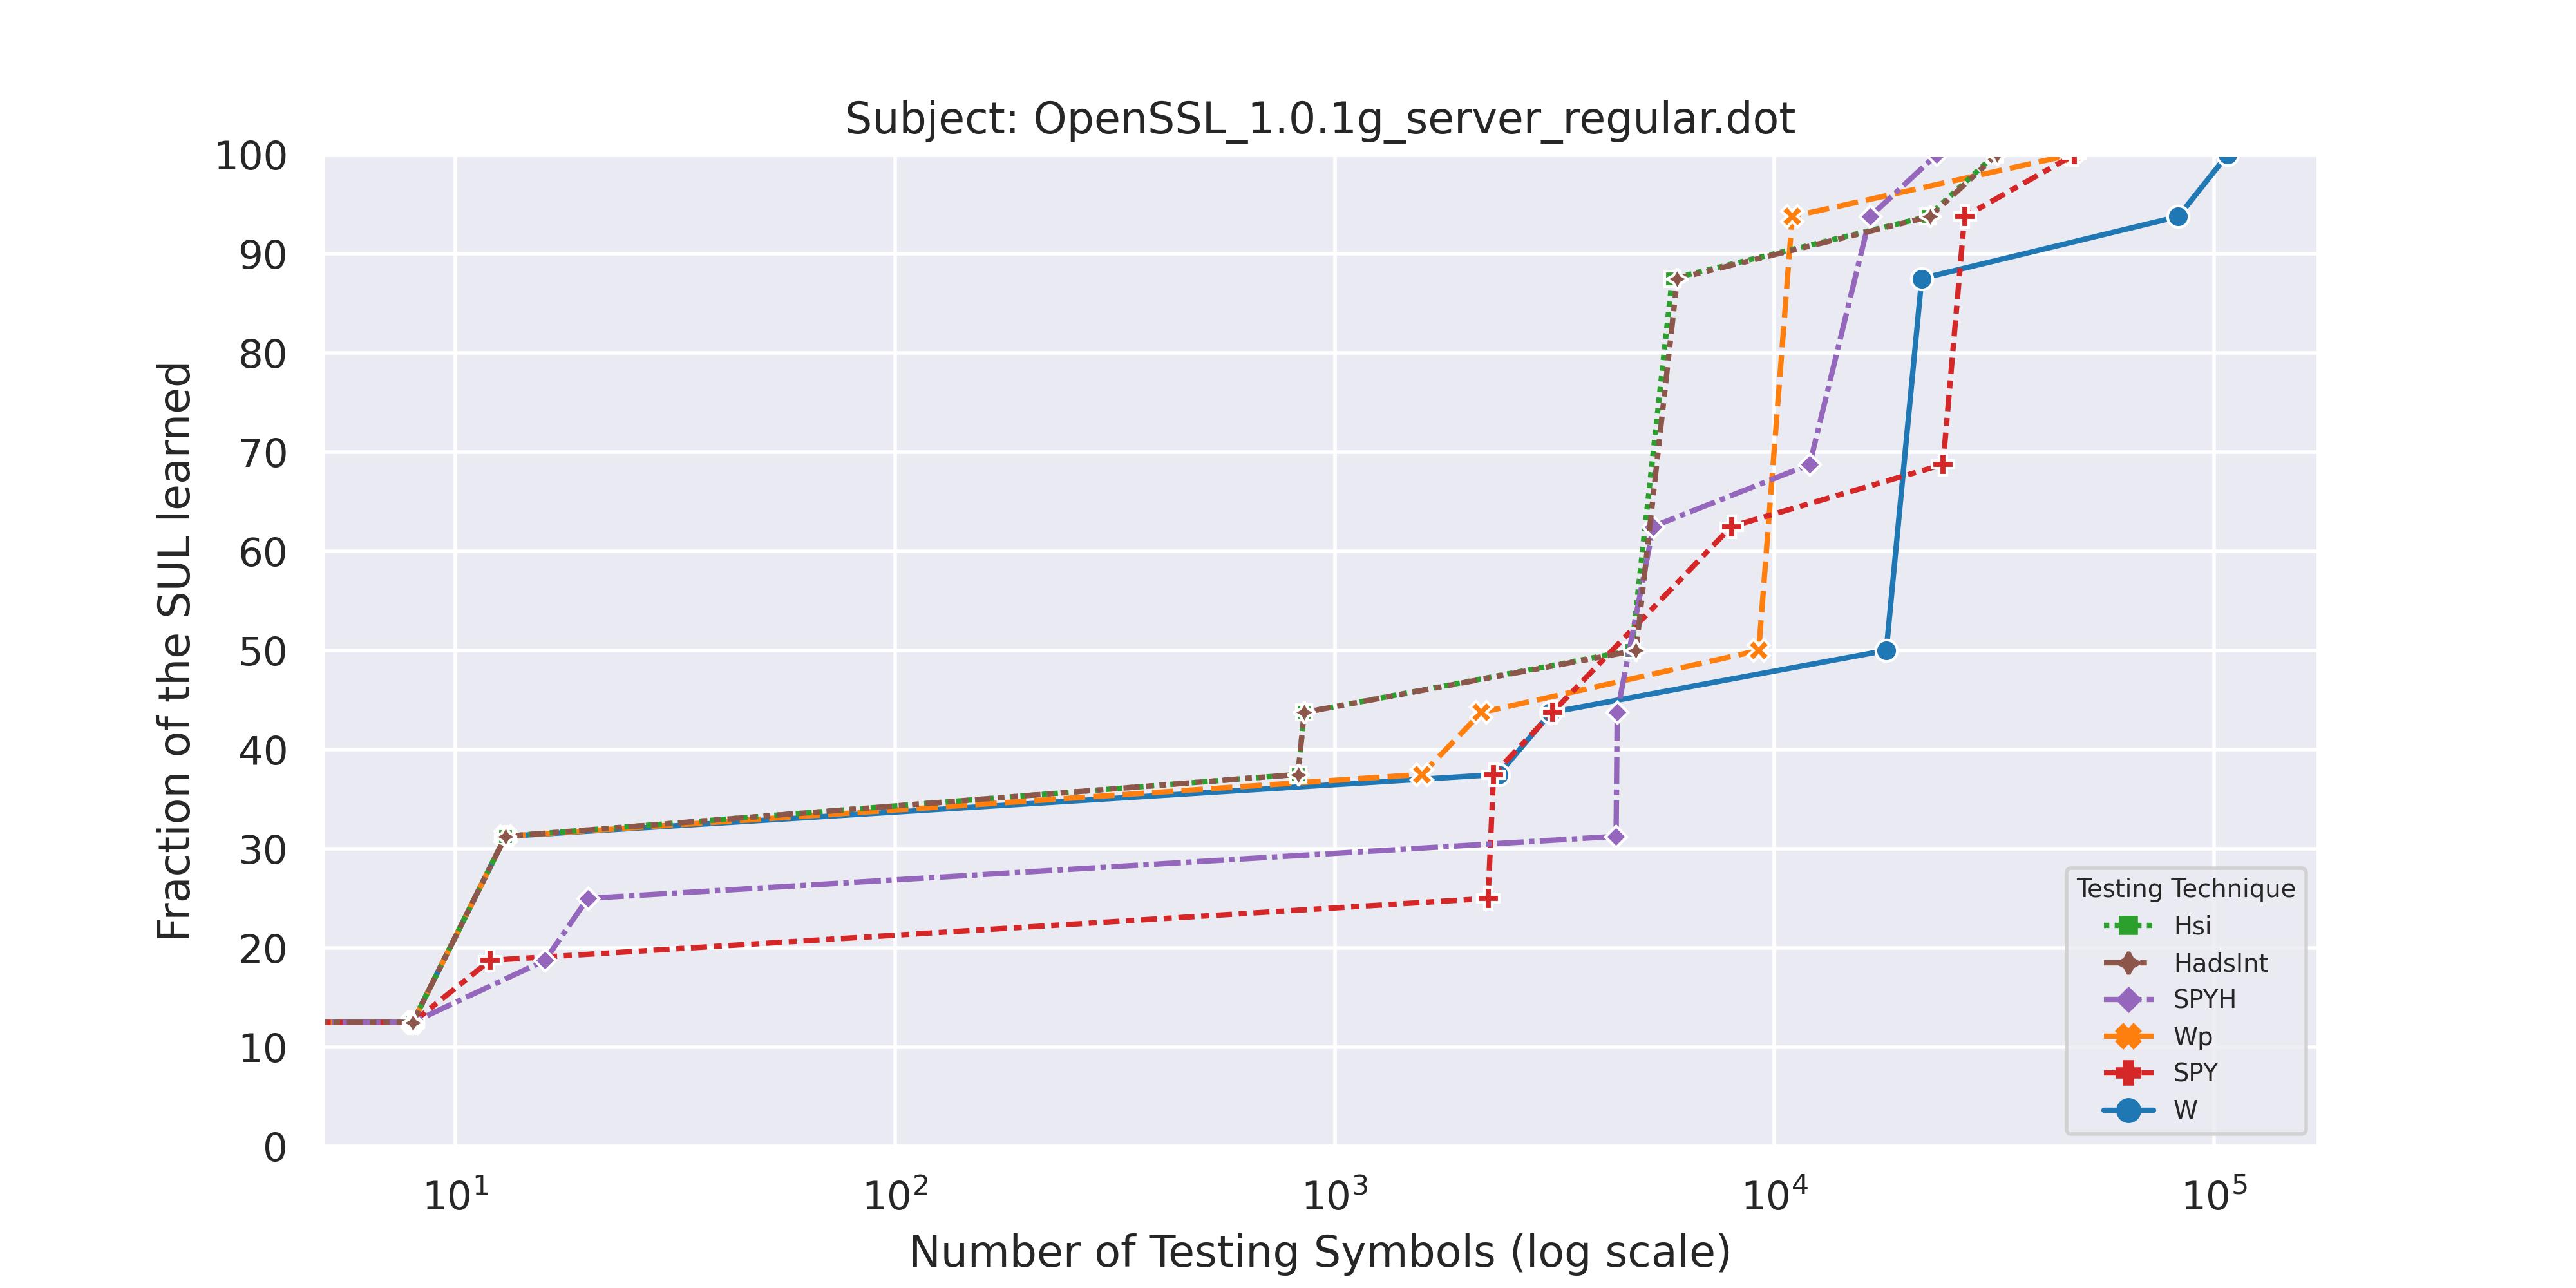 Subject: OpenSSL_1.0.1g_server_regular.dot
Fraction of the SUL learned
100
90
80
70
60
50
40
30
20
10
0
10¹ 10² 10³ 10⁴ 10⁵
Number of Testing Symbols (log scale)
Testing Technique
Hsi
HadsInt
SPYH
Wp
SPY
W